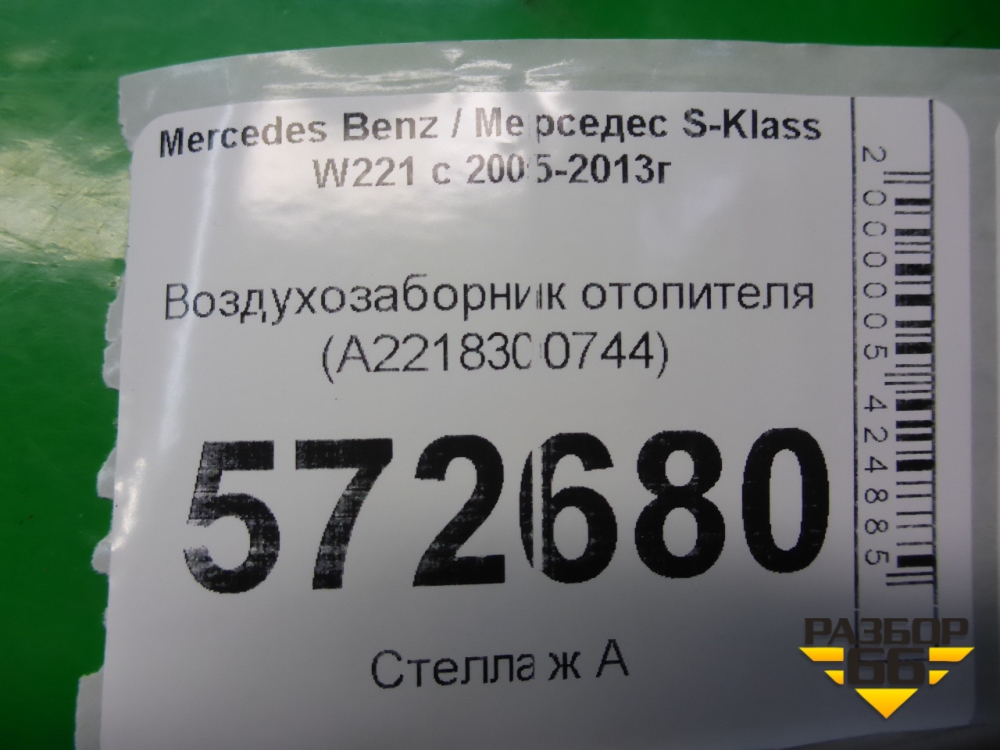 Mercedes Benz / Мерседес S-Klass
W221 с 2005-2013г
Воздухозаборник отопителя
(A2218300744)
572680
Стеллаж А
2000005424885
РАЗБОР
66